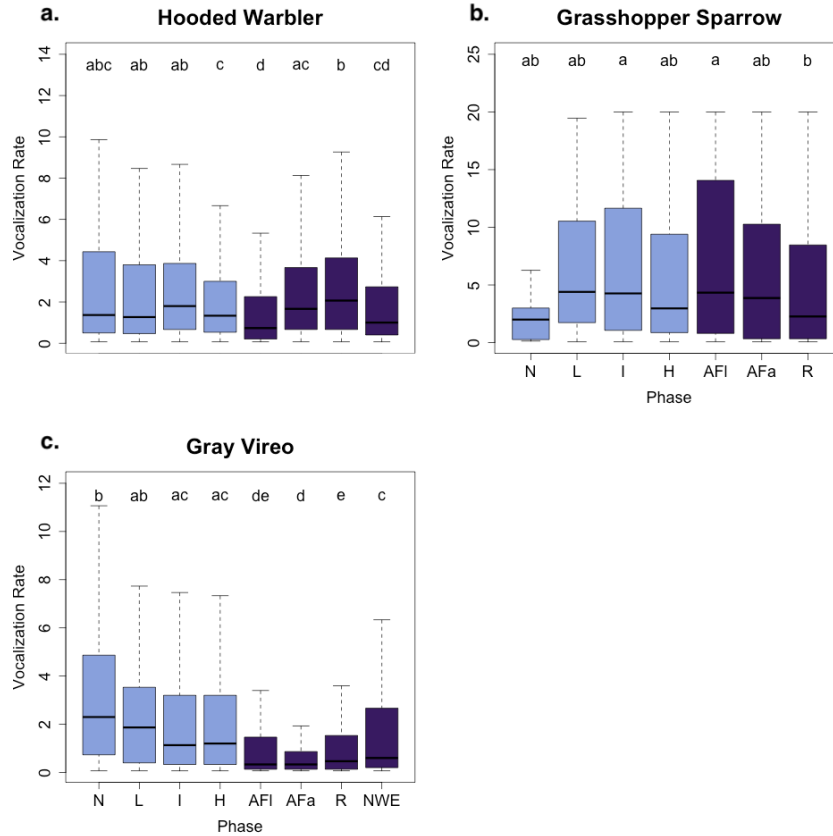 a. Hooded Warbler
Vocalization Rate
14
12
10
8
6
4
2
0
abc ab ab c d ac b cd
b. Grasshopper Sparrow
Vocalization Rate
25
20
15
10
5
0
ab ab a ab a ab b
N L I H AFl AFa R
Phase
c. Gray Vireo
Vocalization Rate
12
10
8
6
4
2
0
b ab ac ac de d e c
N L I H AFl AFa R NWE
Phase